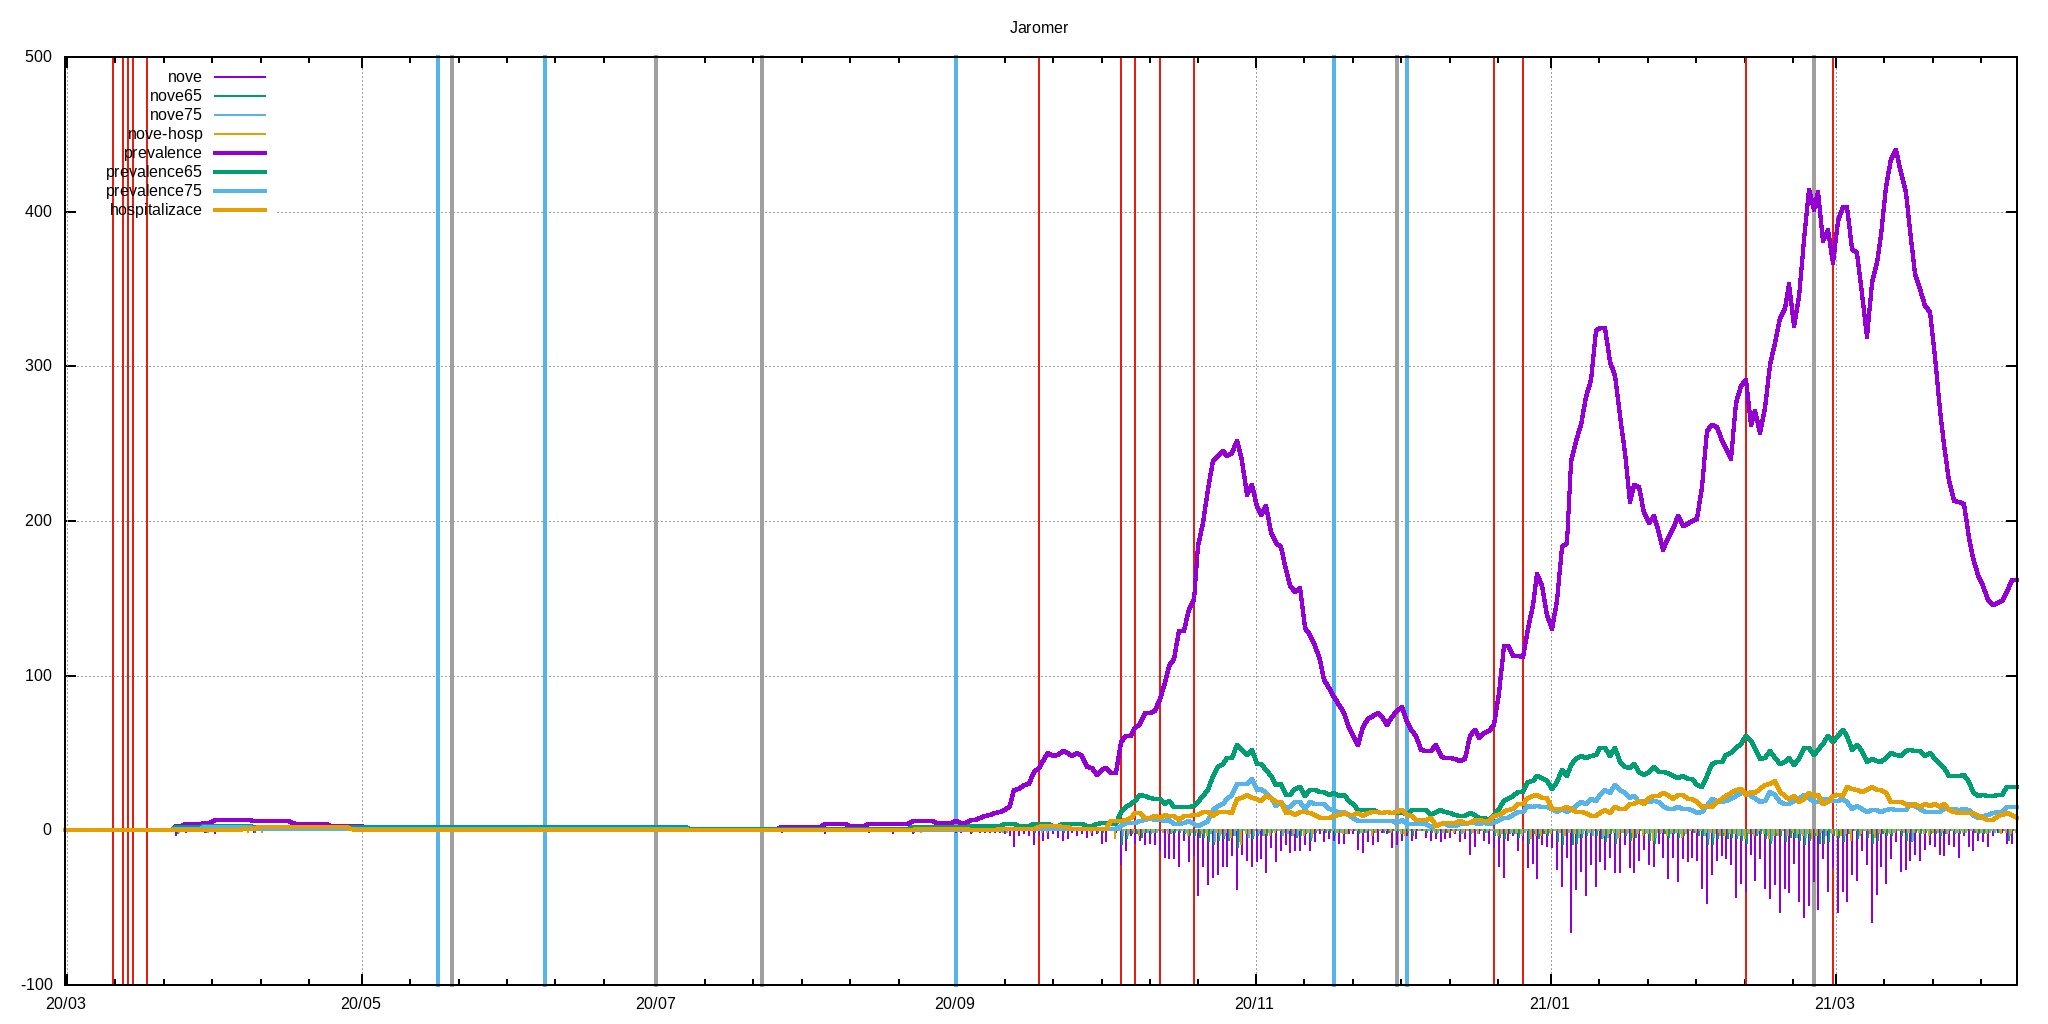 Jaromer
500
nove
nove65
nove75
nove-hosp
prevalence
prevalence65
prevalence75
hospitalizace
400
300
200
100
0
-100
20/03 20/05 20/07 20/09 20/11 21/01 21/03